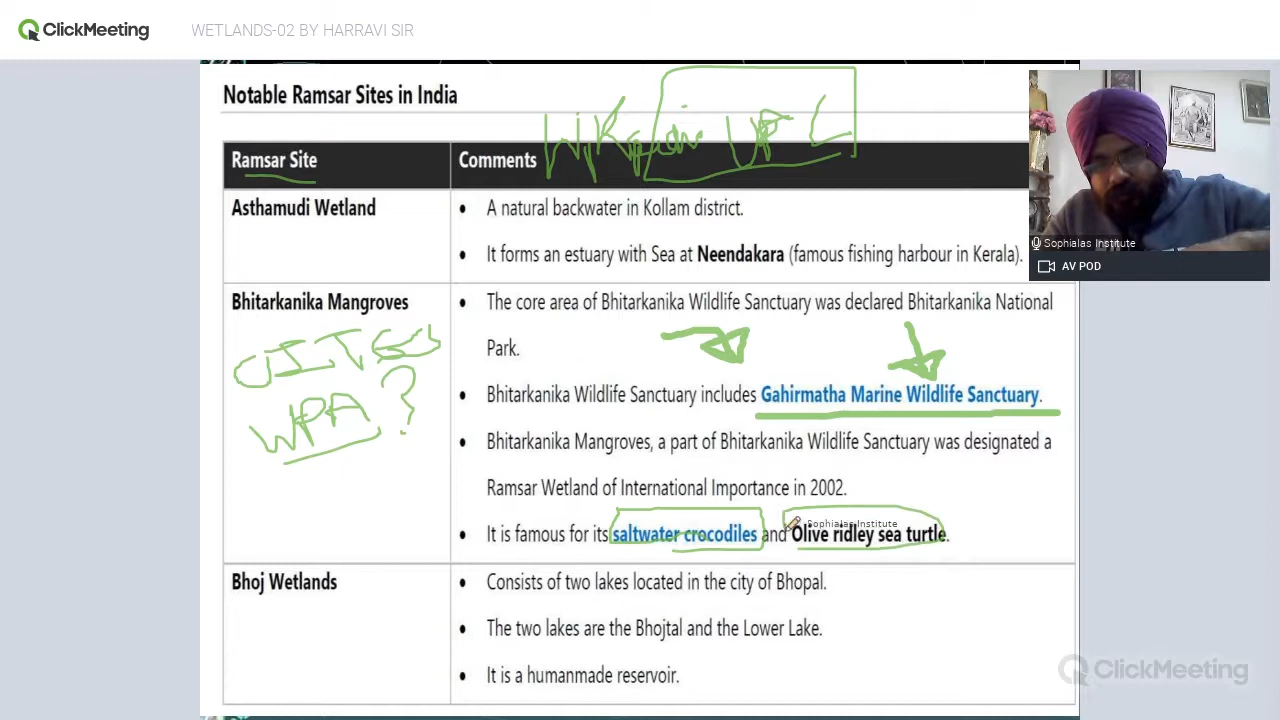 ClickMeeting
WETLANDS-02 BY HARRAVI SIR
Notable Ramsar Sites in India
Ramsar Site
Comments
Asthamudi Wetland
• A natural backwater in Kollam district.
• It forms an estuary with Sea at Neendakara (famous fishing harbour in Kerala).
Bhitarkanika Mangroves
• The core area of Bhitarkanika Wildlife Sanctuary was declared Bhitarkanika National
Park.
• Bhitarkanika Wildlife Sanctuary includes Gahirmatha Marine Wildlife Sanctuary.
• Bhitarkanika Mangroves, a part of Bhitarkanika Wildlife Sanctuary was designated a
Ramsar Wetland of International Importance in 2002.
• It is famous for its saltwater crocodiles and Olive ridley sea turtle.
CITES
WPA ?
Sophialas Institute
Bhoj Wetlands
• Consists of two lakes located in the city of Bhopal.
• The two lakes are the Bhojtal and the Lower Lake.
• It is a humanmade reservoir.
Sophialas Institute
AV POD
ClickMeeting